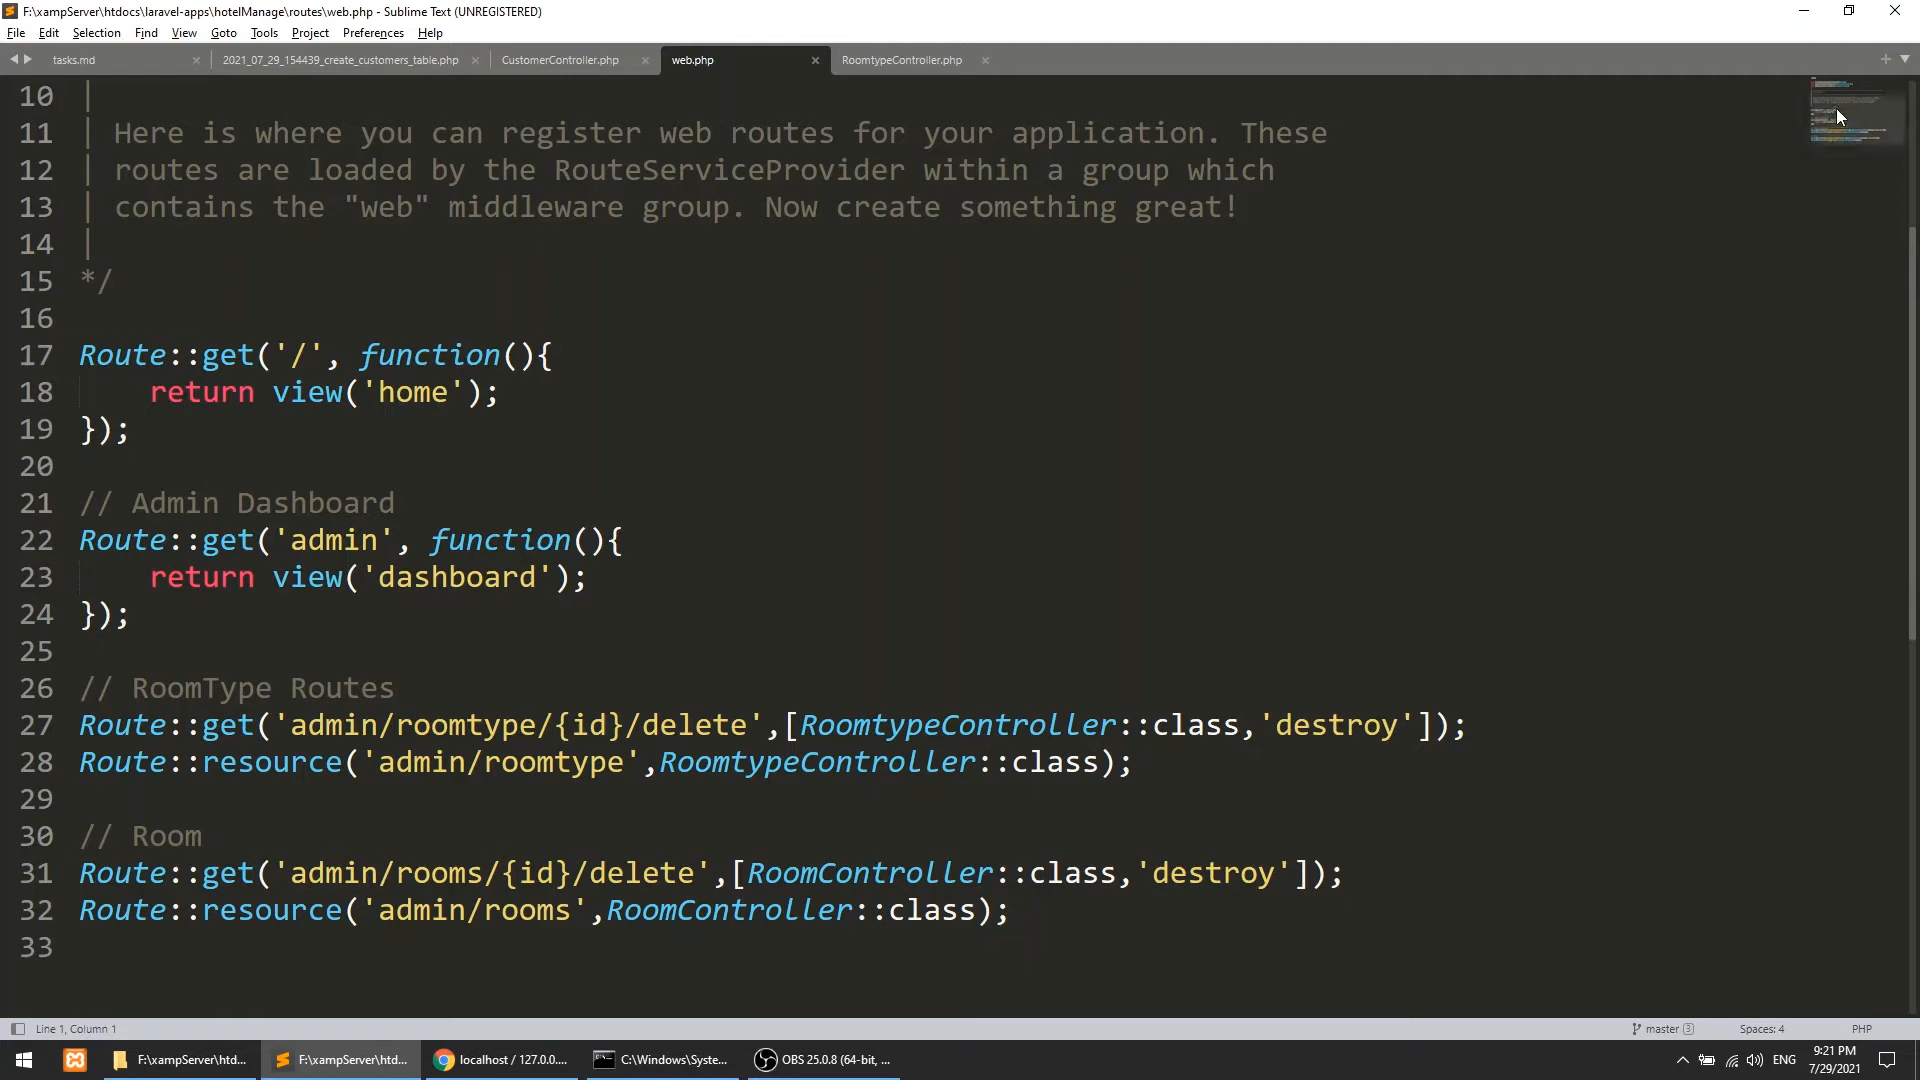 F:\xampServer\htdocs\laravel-apps\hotelManage\routes\web.php - Sublime Text (UNREGISTERED)
File Edit Selection Find View Goto Tools Project Preferences Help
tasks.md 2021_07_29_154439_create_customers_table.php CustomerController.php web.php RoomtypeController.php
10 |
11 | Here is where you can register web routes for your application. These
12 | routes are loaded by the RouteServiceProvider within a group which
13 | contains the "web" middleware group. Now create something great!
14 |
15 */
16
17 Route::get('/', function(){
18     return view('home');
19 });
20
21 // Admin Dashboard
22 Route::get('admin', function(){
23     return view('dashboard');
24 });
25
26 // RoomType Routes
27 Route::get('admin/roomtype/{id}/delete',[RoomtypeController::class,'destroy']);
28 Route::resource('admin/roomtype',RoomtypeController::class);
29
30 // Room
31 Route::get('admin/rooms/{id}/delete',[RoomController::class,'destroy']);
32 Route::resource('admin/rooms',RoomController::class);
33
Line 1, Column 1 master 3 Spaces: 4 PHP
F:\xampServer\htd... F:\xampServer\htd... localhost / 127.0.0.... C:\Windows\Syste... OBS 25.0.8 (64-bit, ... ENG 9:21 PM
7/29/2021